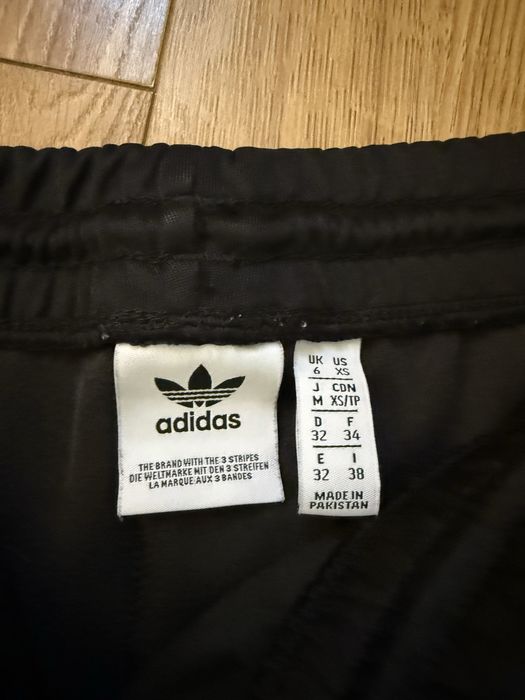 adidas
THE BRAND WITH THE 3 STRIPES
DIE WELTMARKE MIT DEN 3 STREIFEN
LA MARQUE AUX 3 BANDES
UK US
6 XS
J CDN
M XS/TP
D F
32 34
E I
32 38
MADE IN
PAKISTAN